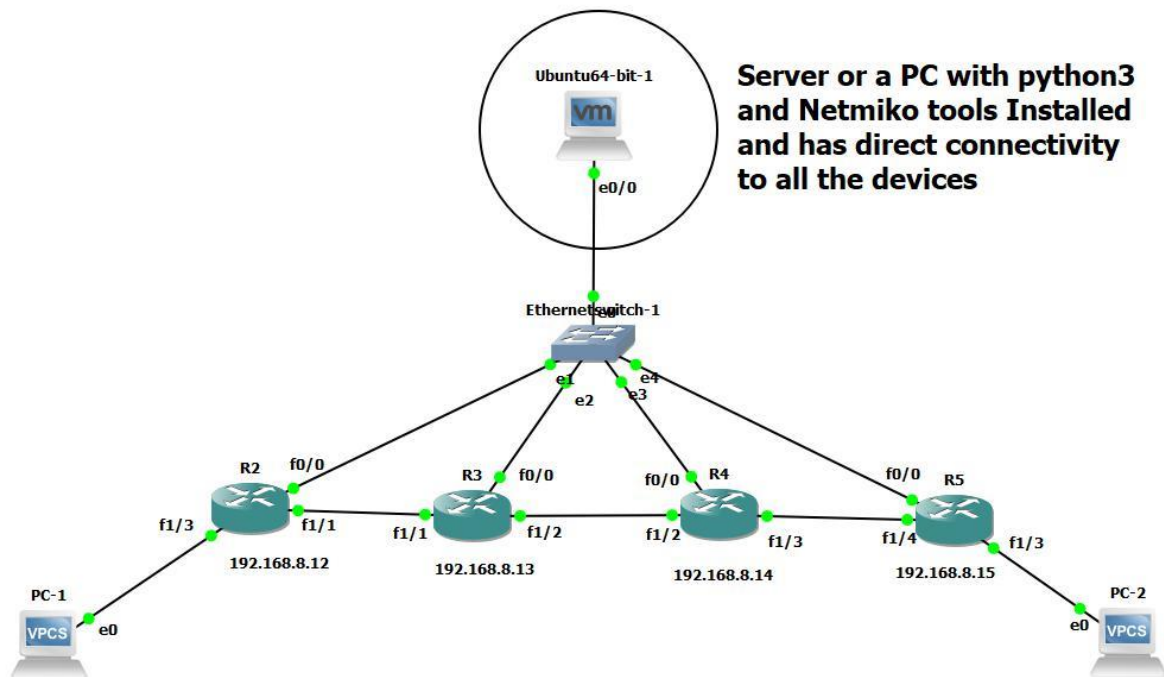 Ubuntu64-bit-1
vm
Server or a PC with python3
and Netmiko tools Installed
and has direct connectivity
to all the devices
e0/0
Ethernetswitch-1
e0
e1
e2
e3
e4
R2
f0/0
R3
f0/0
f0/0
R4
f0/0
R5
f1/3
f1/1
f1/1
f1/2
f1/2
f1/3
f1/4
f1/3
192.168.8.12
192.168.8.13
192.168.8.14
192.168.8.15
PC-1
VPCS
e0
PC-2
e0
VPCS